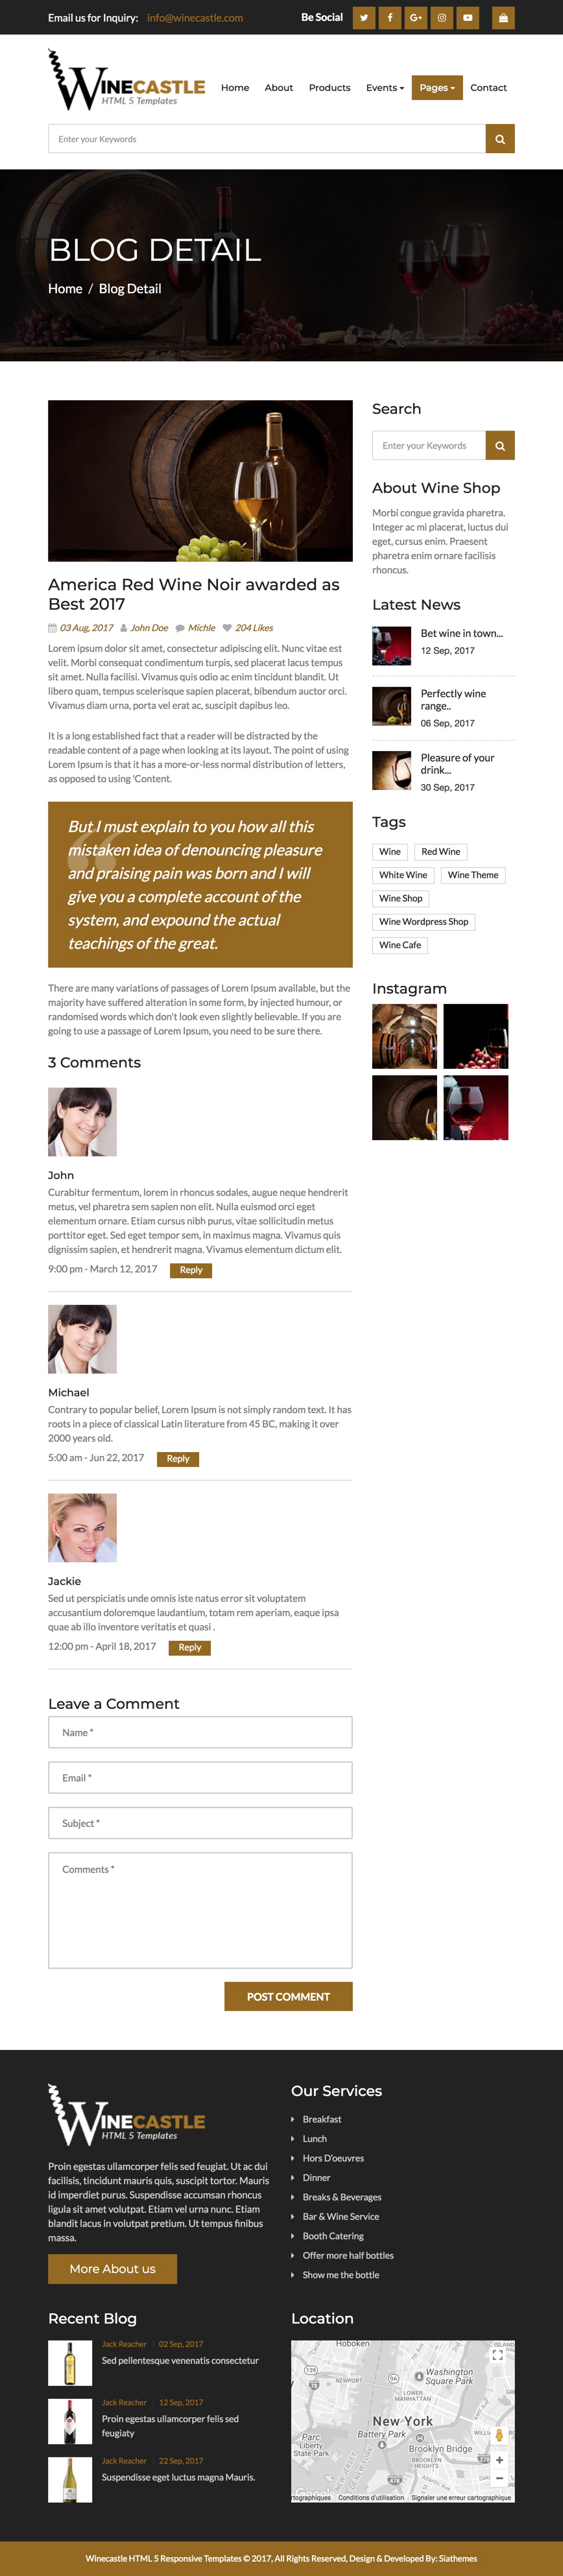 Email us for Inquiry: info@winecastle.com Be Social
WINECASTLE
HTML 5 Templates
Home About Products Events Pages Contact
Enter your Keywords
BLOG DETAIL
Home / Blog Detail
America Red Wine Noir awarded as
Best 2017
03 Aug, 2017 John Doe Michle 204 Likes
Lorem ipsum dolor sit amet, consectetur adipiscing elit. Nunc vitae est
velit. Morbi consequat condimentum turpis, sed placerat lacus tempus
sit amet. Nulla facilisi. Vivamus quis odio ac enim tincidunt blandit. Ut
libero quam, tempus scelerisque sapien placerat, bibendum auctor orci.
Vivamus diam urna, porta vel erat ac, suscipit dapibus leo.
It is a long established fact that a reader will be distracted by the
readable content of a page when looking at its layout. The point of using
Lorem Ipsum is that it has a more-or-less normal distribution of letters,
as opposed to using 'Content.
But I must explain to you how all this
mistaken idea of denouncing pleasure
and praising pain was born and I will
give you a complete account of the
system, and expound the actual
teachings of the great.
There are many variations of passages of Lorem Ipsum available, but the
majority have suffered alteration in some form, by injected humour, or
randomised words which don't look even slightly believable. If you are
going to use a passage of Lorem Ipsum, you need to be sure there.
3 Comments
John
Curabitur fermentum, lorem in rhoncus sodales, augue neque hendrerit
metus, vel pharetra sem sapien non elit. Nulla euismod orci eget
elementum ornare. Etiam cursus nibh purus, vitae sollicitudin metus
porttitor eget. Sed eget tempor sem, in maximus magna. Vivamus quis
dignissim sapien, et hendrerit magna. Vivamus elementum dictum elit.
9:00 pm - March 12, 2017 Reply
Michael
Contrary to popular belief, Lorem Ipsum is not simply random text. It has
roots in a piece of classical Latin literature from 45 BC, making it over
2000 years old.
5:00 am - Jun 22, 2017 Reply
Jackie
Sed ut perspiciatis unde omnis iste natus error sit voluptatem
accusantium doloremque laudantium, totam rem aperiam, eaque ipsa
quae ab illo inventore veritatis et quasi .
12:00 pm - April 18, 2017 Reply
Leave a Comment
Name *
Email *
Subject *
Comments *
POST COMMENT
Search
Enter your Keywords
About Wine Shop
Morbi congue gravida pharetra.
Integer ac mi placerat, luctus dui
eget, cursus enim. Praesent
pharetra enim ornare facilisis
rhoncus.
Latest News
Bet wine in town...
12 Sep, 2017
Perfectly wine
range..
06 Sep, 2017
Pleasure of your
drink...
30 Sep, 2017
Tags
Wine Red Wine
White Wine Wine Theme
Wine Shop
Wine Wordpress Shop
Wine Cafe
Instagram
WINECASTLE
HTML 5 Templates
Proin egestas ullamcorper felis sed feugiat. Ut ac dui
facilisis, tincidunt mauris quis, suscipit tortor. Mauris
id imperdiet purus. Suspendisse accumsan rhoncus
ligula sit amet volutpat. Etiam vel urna nunc. Etiam
blandit lacus in volutpat pretium. Ut tempus finibus
massa.
More About us
Our Services
Breakfast
Lunch
Hors D'oeuvres
Dinner
Breaks & Beverages
Bar & Wine Service
Booth Catering
Offer more half bottles
Show me the bottle
Recent Blog
Jack Reacher 02 Sep, 2017
Sed pellentesque venenatis consectetur
Jack Reacher 12 Sep, 2017
Proin egestas ullamcorper felis sed
feugiaty
Jack Reacher 22 Sep, 2017
Suspendisse eget luctus magna Mauris.
Location
Hoboken
139
NEWPORT
Washington
Square Park
LOWER
MANHATTAN
New York
Battery Park
Parc
Liberty
State Park
Brooklyn Bridge
BROOKLYN
HEIGHTS
478
Conditions d'utilisation Signaler une erreur cartographique
Winecastle HTML 5 Responsive Templates © 2017, All Rights Reserved, Design & Developed By: Siathemes